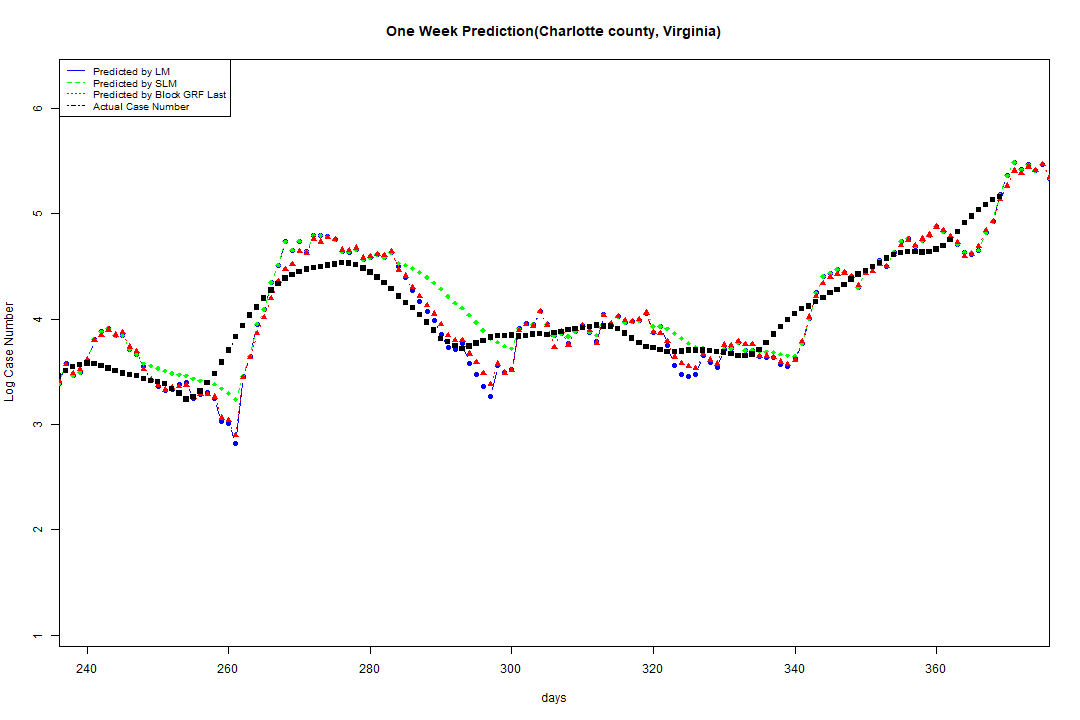 One Week Prediction(Charlotte county, Virginia)
Predicted by LM
Predicted by SLM
Predicted by Block GRF Last
Actual Case Number
6
5
4
3
2
1
Log Case Number
240 260 280 300 320 340 360
days